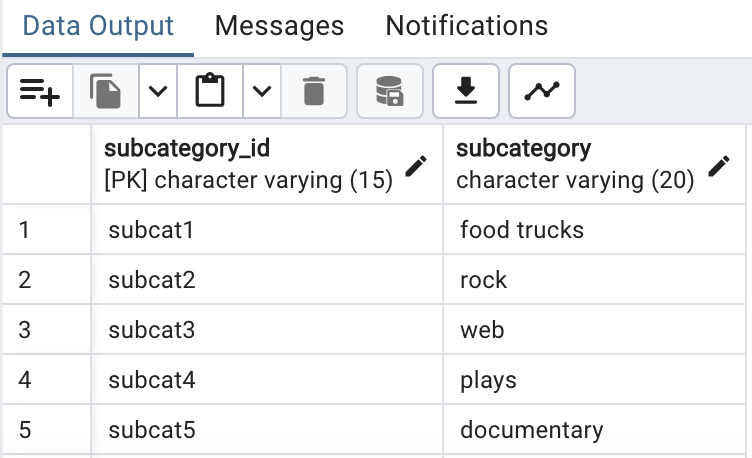 Data Output Messages Notifications
subcategory_id subcategory
[PK] character varying (15) character varying (20)
1 subcat1 food trucks
2 subcat2 rock
3 subcat3 web
4 subcat4 plays
5 subcat5 documentary